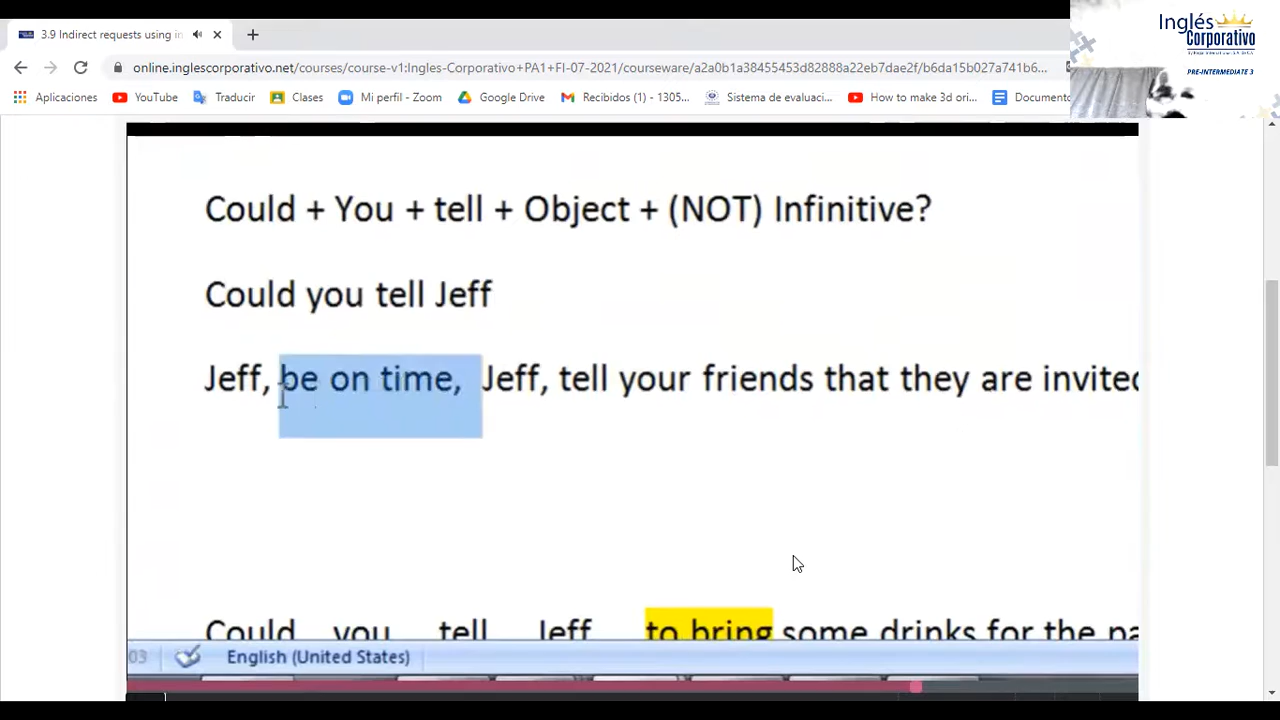 3.9 Indirect requests using in
Inglés
Corporativo
PRE-INTERMEDIATE 3
online.inglescorporativo.net/courses/course-v1:Ingles-Corporativo+PA1+FI-07-2021/courseware/a2a0b1a38455453d8888a22eb7dae2f/b6da15b027a741b6...
Aplicaciones YouTube Traducir Clases Mi perfil - Zoom Google Drive Recibidos (1) - 1305... Sistema de evaluaci... How to make 3d ori... Documento
Could + You + tell + Object + (NOT) Infinitive?
Could you tell Jeff
Jeff, be on time, Jeff, tell your friends that they are invited
Could you tell Jeff to bring some drinks for the pa
03 English (United States)